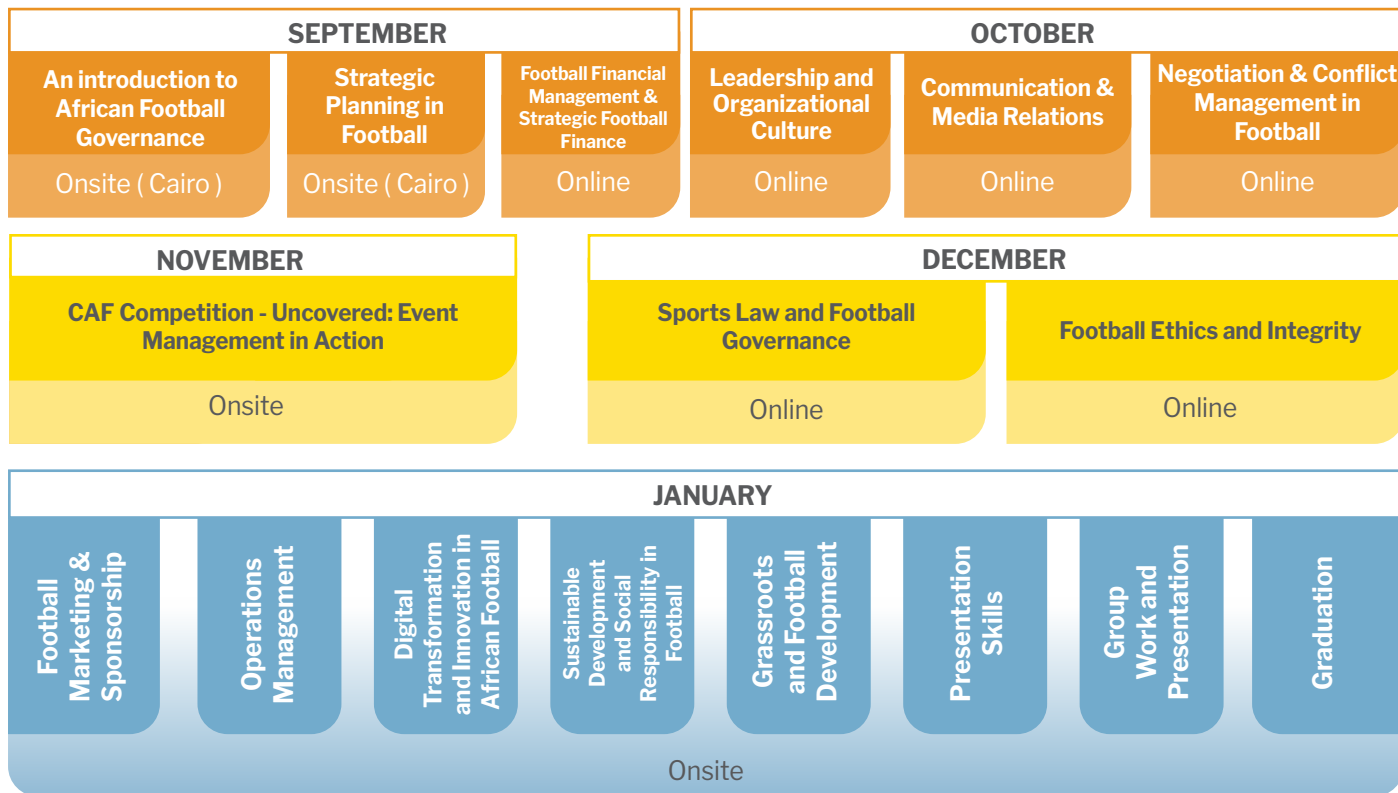 SEPTEMBER
An introduction to
African Football
Governance
Onsite ( Cairo )
Strategic
Planning in
Football
Onsite ( Cairo )
Football Financial
Management &
Strategic Football
Finance
Online
OCTOBER
Leadership and
Organizational
Culture
Online
Communication &
Media Relations
Online
Negotiation & Conflict
Management in
Football
Online
NOVEMBER
CAF Competition - Uncovered: Event
Management in Action
Onsite
DECEMBER
Sports Law and Football
Governance
Online
Football Ethics and Integrity
Online
JANUARY
Football
Marketing &
Sponsorship
Operations
Management
Digital
Transformation
and Innovation in
African Football
Sustainable
Development
and Social
Responsibility in
Football
Grassroots
and Football
Development
Presentation
Skills
Group
Work and
Presentation
Graduation
Onsite